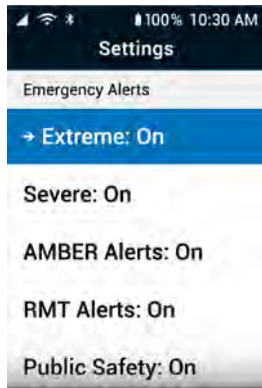 100% 10:30 AM
Settings
Emergency Alerts
→ Extreme: On
Severe: On
AMBER Alerts: On
RMT Alerts: On
Public Safety: On